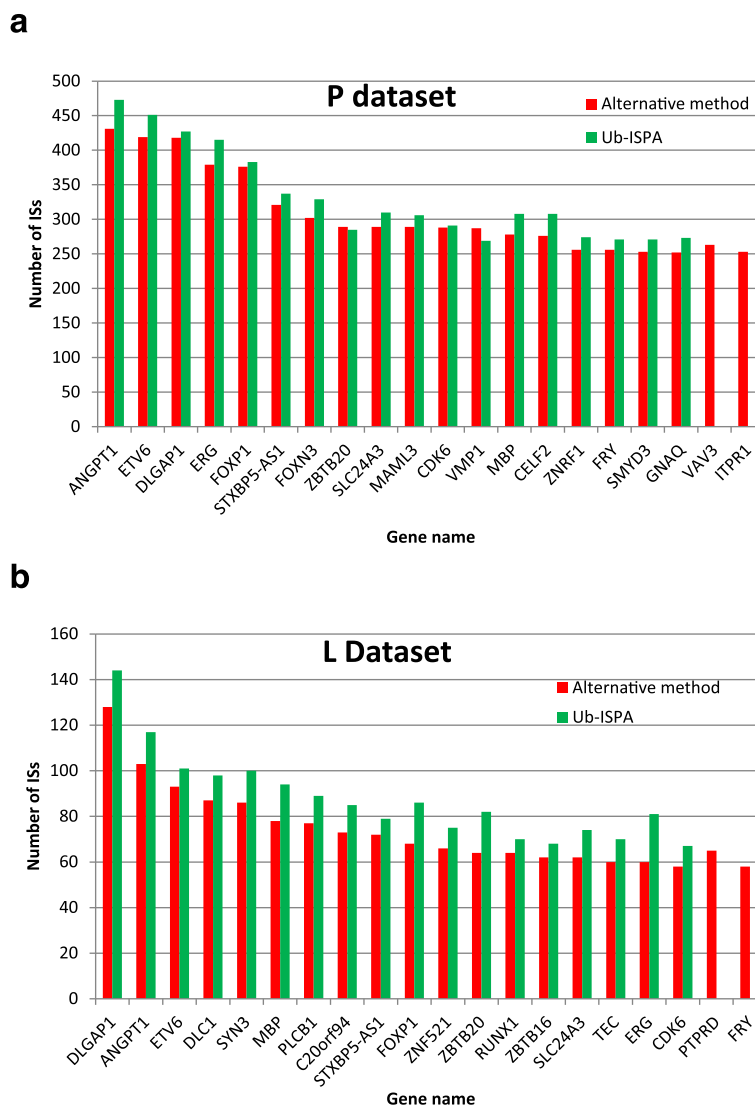 a
P dataset
Alternative method
Ub-ISPA
Number of ISs
500
450
400
350
300
250
200
150
100
50
0
ANGPT1
ETV6
DLGAP1
ERG
FOXP1
STXBP5-AS1
FOXN3
ZBTB20
SLC24A3
MAML3
CDK6
VMP1
MBP
CELF2
ZNRF1
FRY
SMYD3
GNAQ
VAV3
ITPR1
Gene name
b
L Dataset
Alternative method
Ub-ISPA
Number of ISs
160
140
120
100
80
60
40
20
0
DLGAP1
ANGPT1
ETV6
DLC1
SYN3
MBP
PLCB1
C20orf94
STXBP5-AS1
FOXP1
ZNF521
ZBTB20
RUNX1
ZBTB16
SLC24A3
TEC
ERG
CDK6
PTPRD
FRY
Gene name